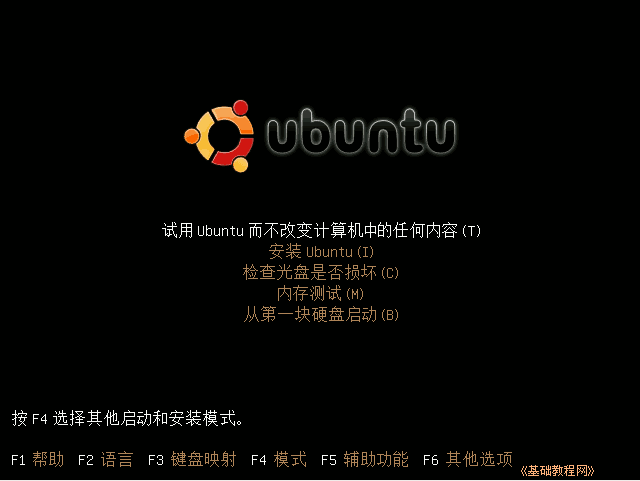 ubuntu
试用 Ubuntu 而不改变计算机中的任何内容 (T)
安装 Ubuntu (I)
检查光盘是否损坏 (C)
内存测试 (M)
从第一块硬盘启动 (B)
按 F4 选择其他启动和安装模式。
F1 帮助 F2 语言 F3 键盘映射 F4 模式 F5 辅助功能 F6 其他选项
《基础教程网》